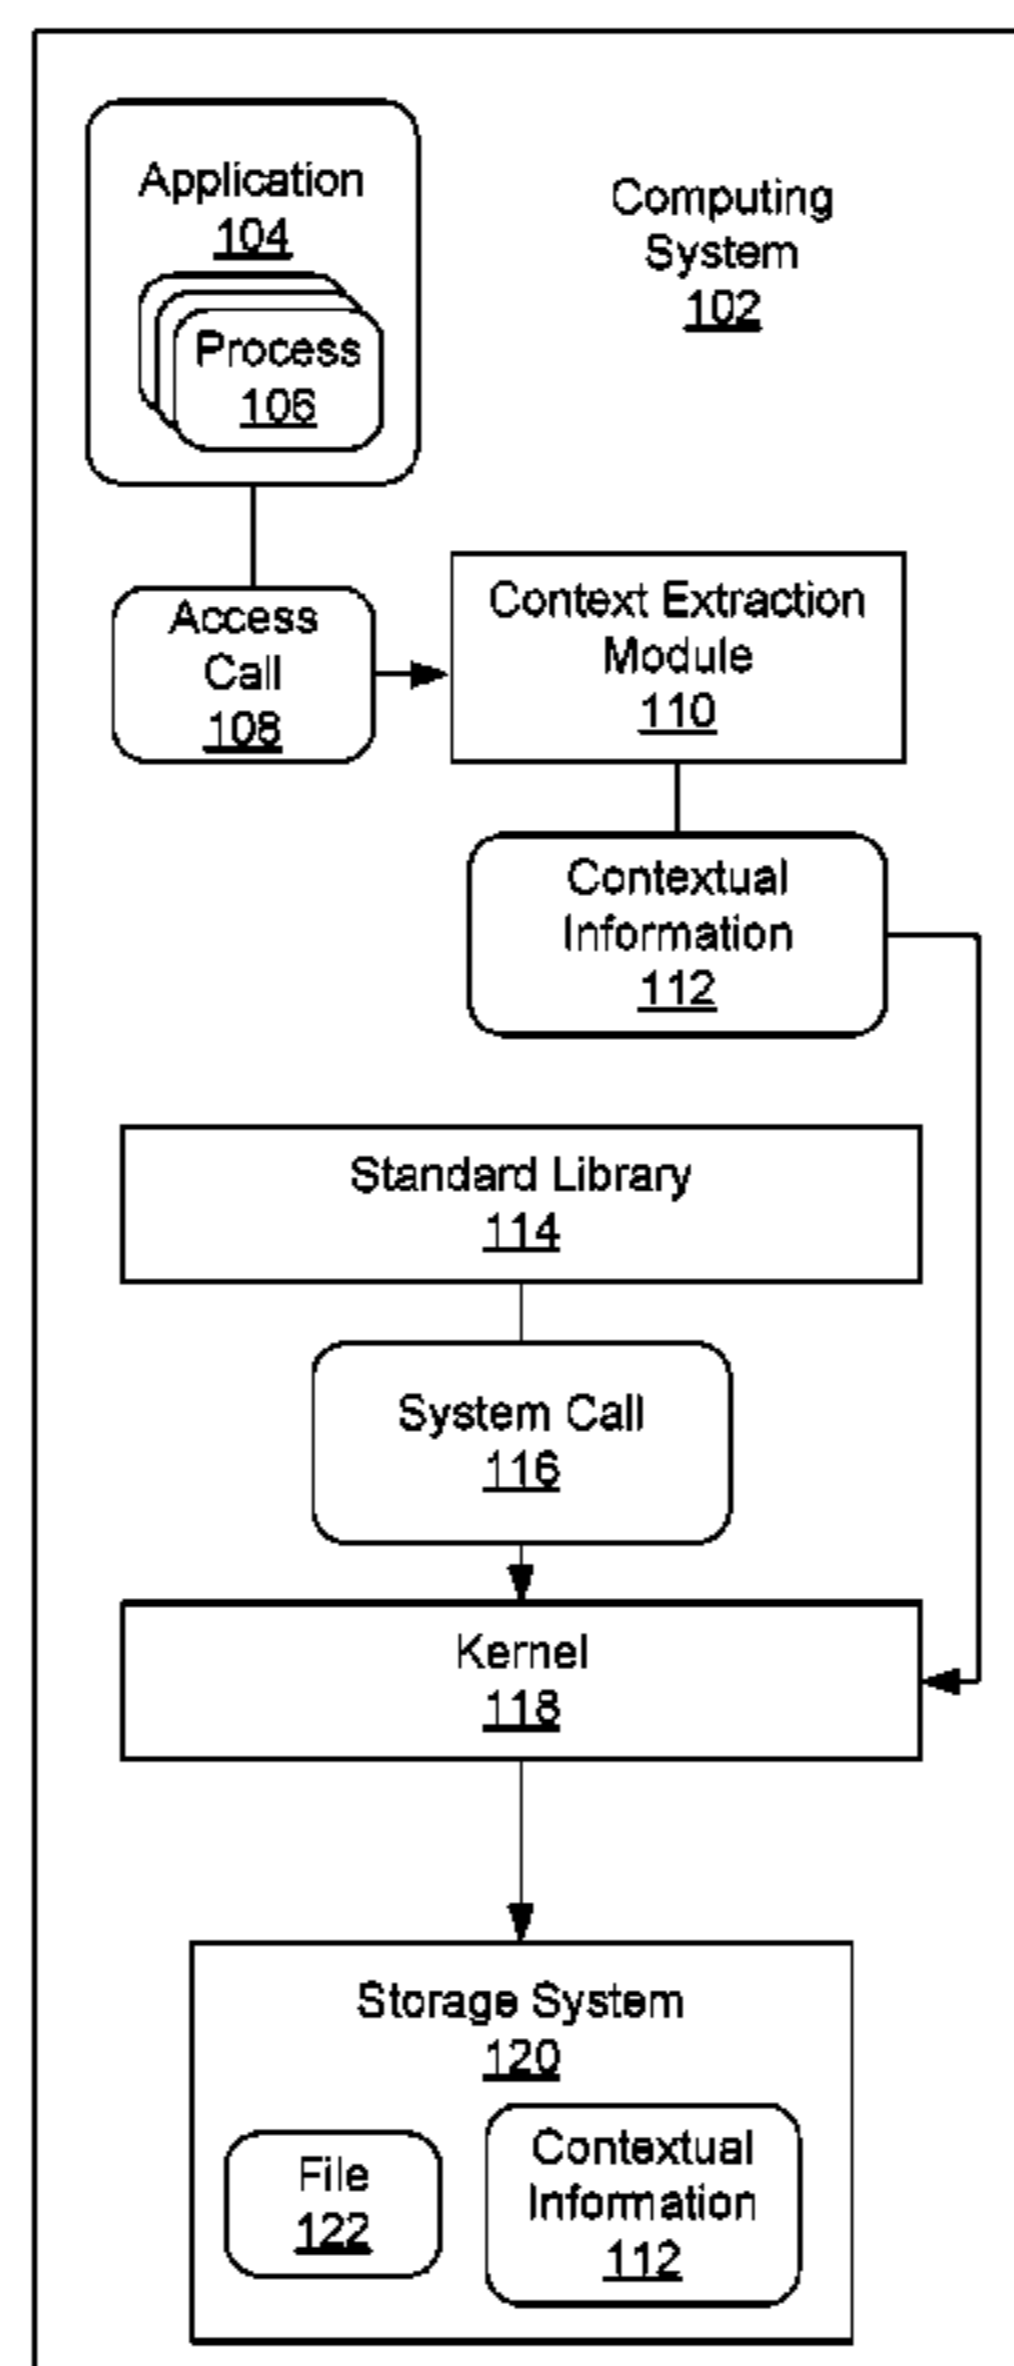 Application
104
Process
106
Computing
System
102
Access
Call
108
Context Extraction
Module
110
Contextual
Information
112
Standard Library
114
System Call
116
Kernel
118
Storage System
120
File
122
Contextual
Information
112